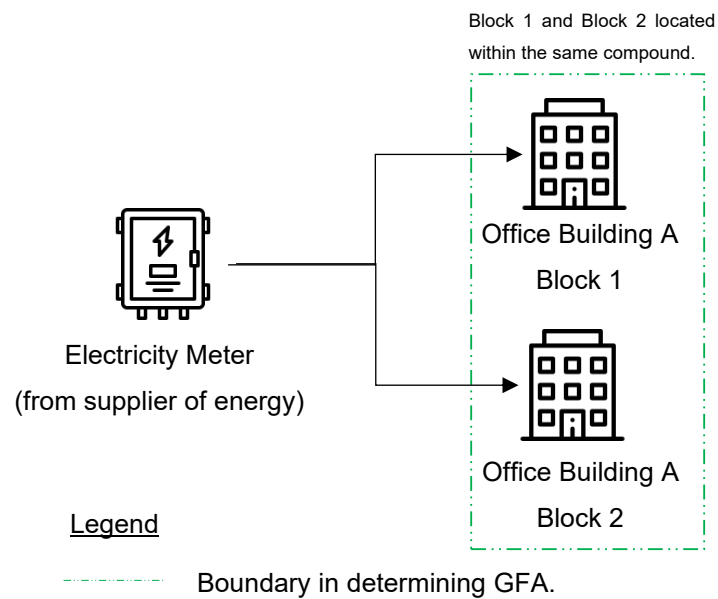 Block 1 and Block 2 located
within the same compound.
Office Building A
Block 1
Electricity Meter
(from supplier of energy)
Office Building A
Block 2
Legend
Boundary in determining GFA.